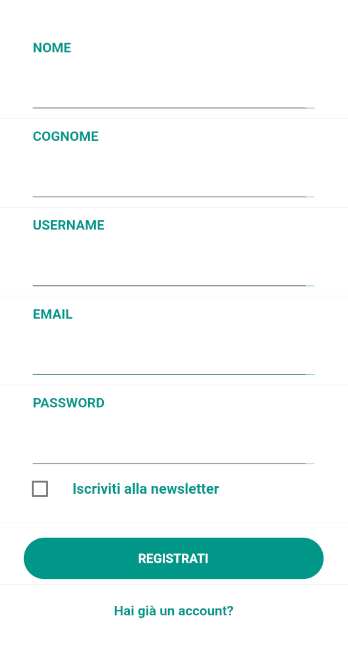 NOME
COGNOME
USERNAME
EMAIL
PASSWORD
Iscriviti alla newsletter
REGISTRATI
Hai già un account?